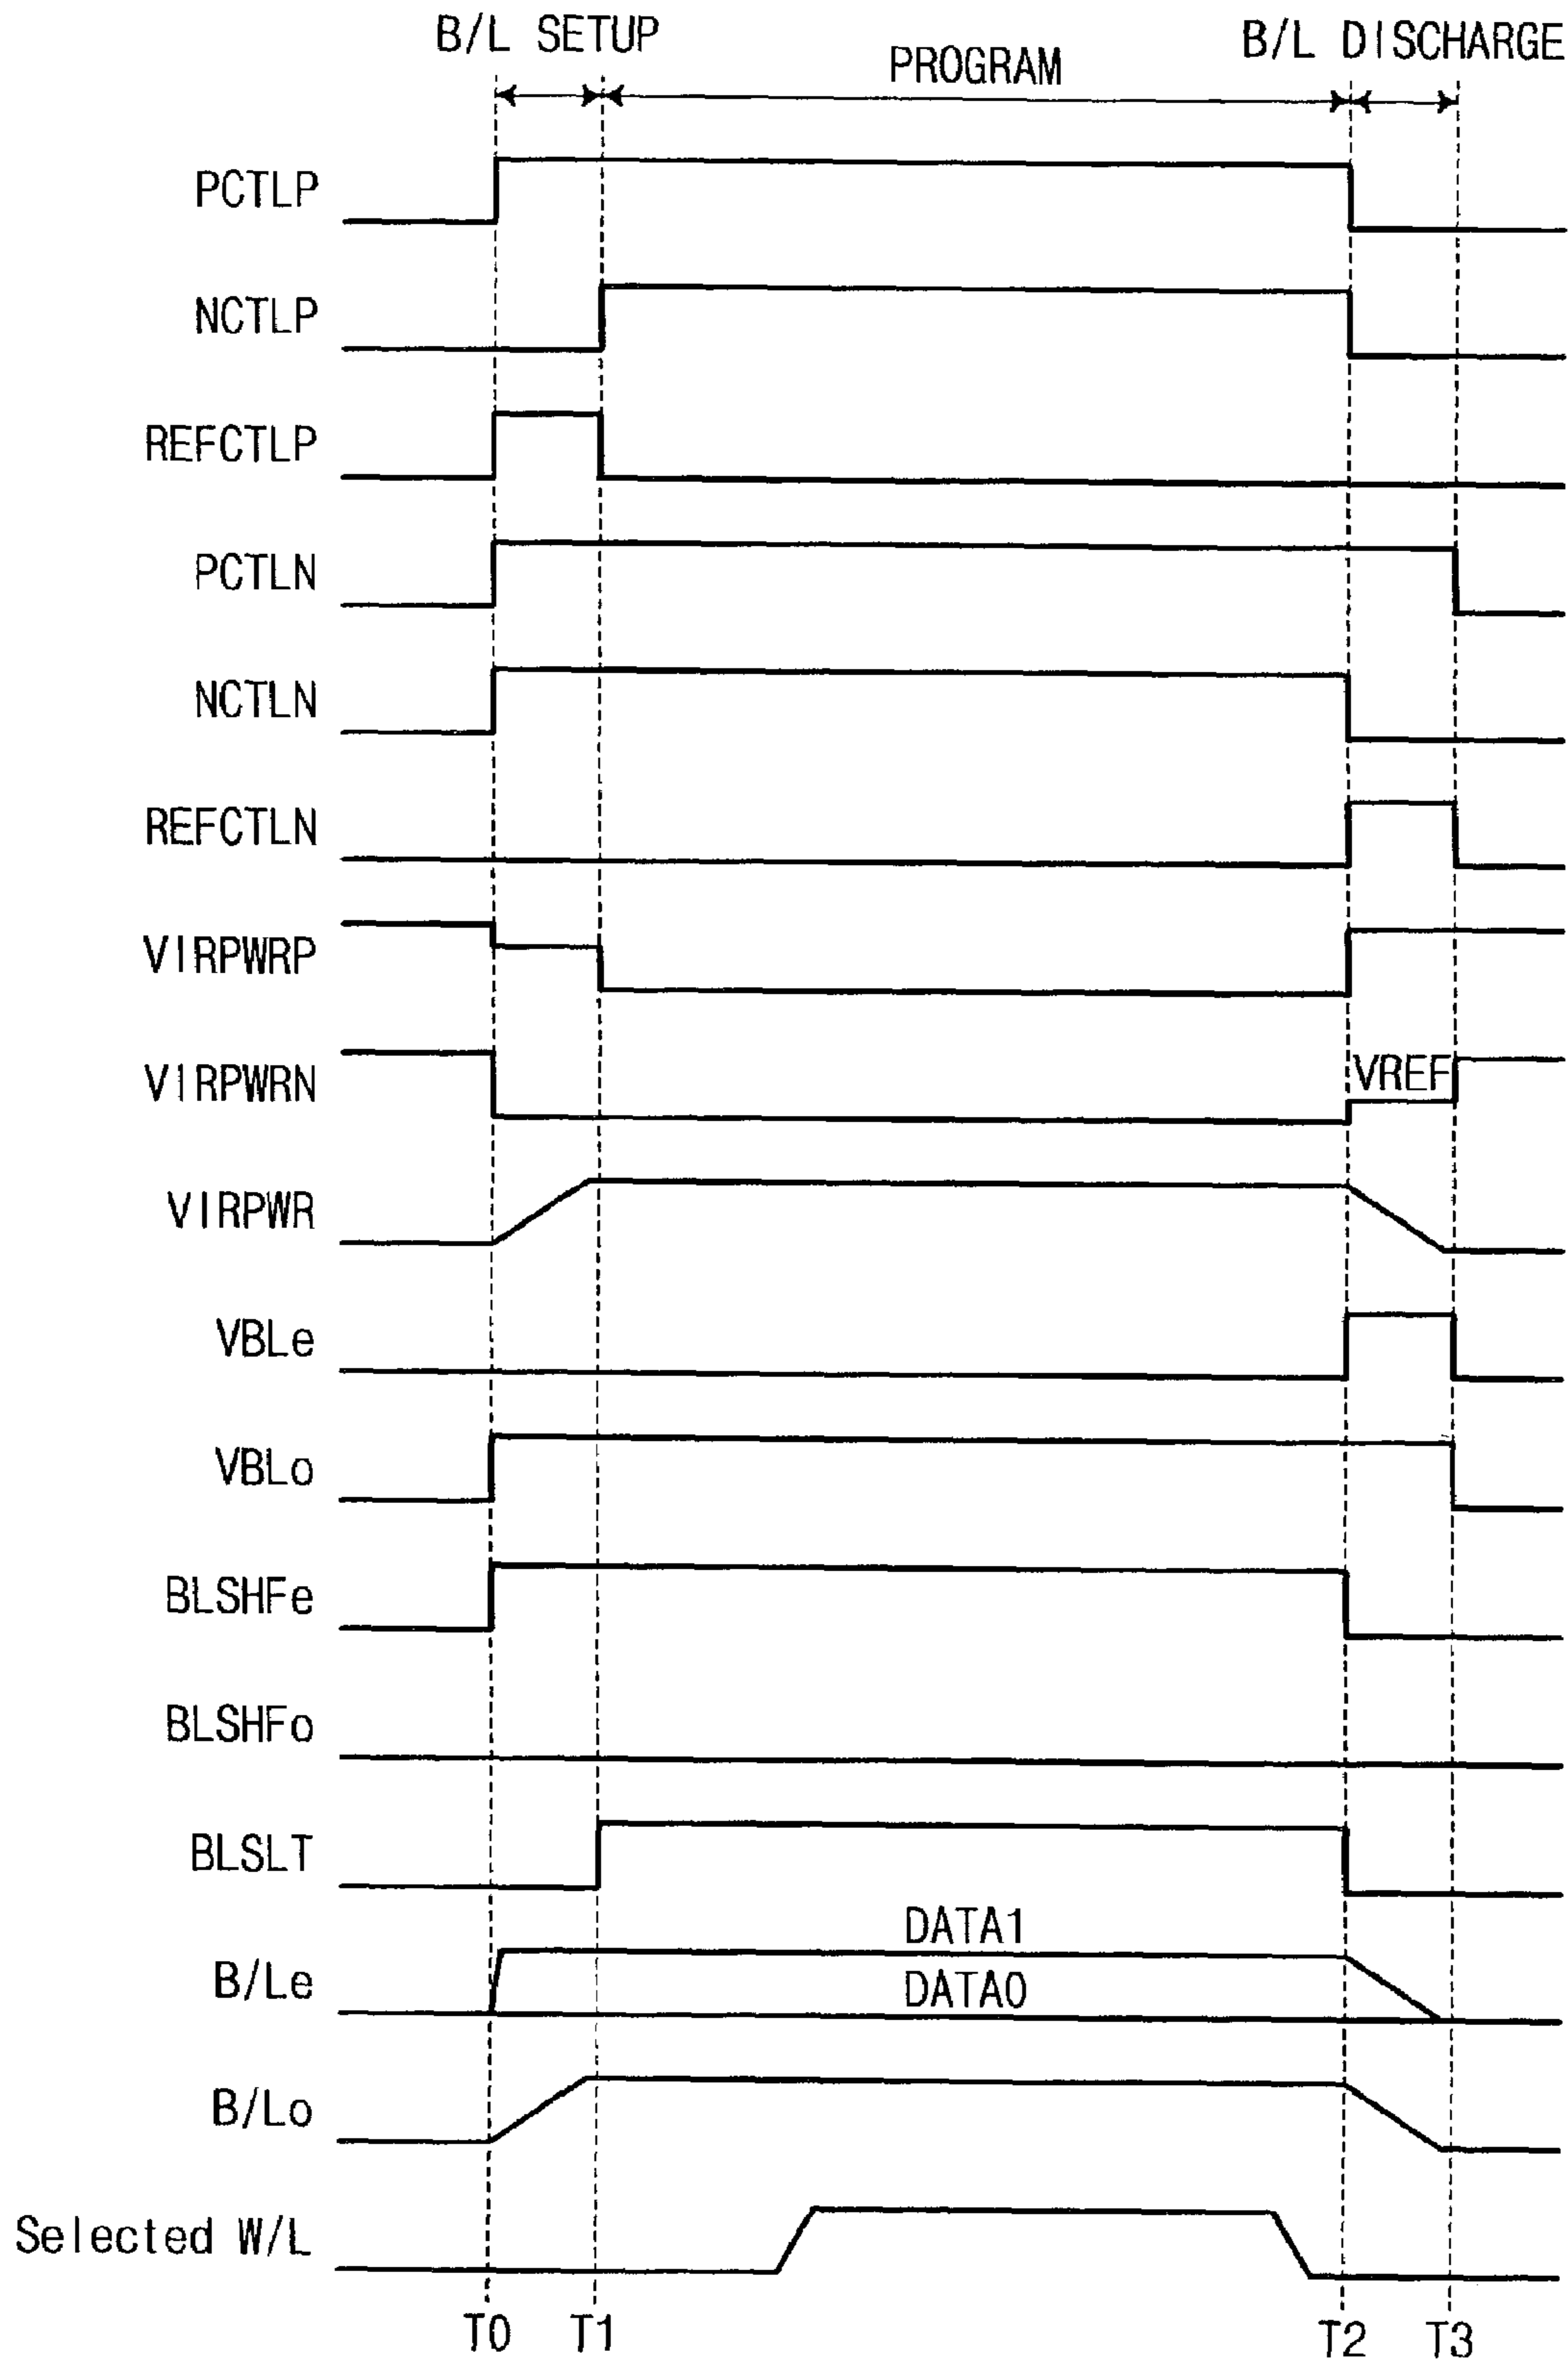 B/L SETUP
PROGRAM
B/L DISCHARGE
PCTLP
NCTLP
REFCTLP
PCTLN
NCTLN
REFCTLN
VIRPWRP
VIRPWRN
VREF
VIRPWR
VBLe
VBLo
BLSHFe
BLSHFo
BLSLT
DATA1
B/Le
DATA0
B/Lo
Selected W/L
T0 T1 T2 T3